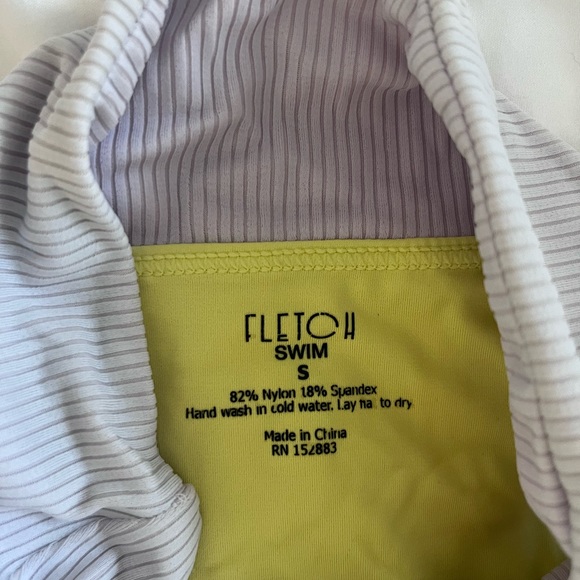 FLETCH
SWIM
S
82% Nylon 18% Spandex
Hand wash in cold water. Lay to dry
Made in China
RN 152883